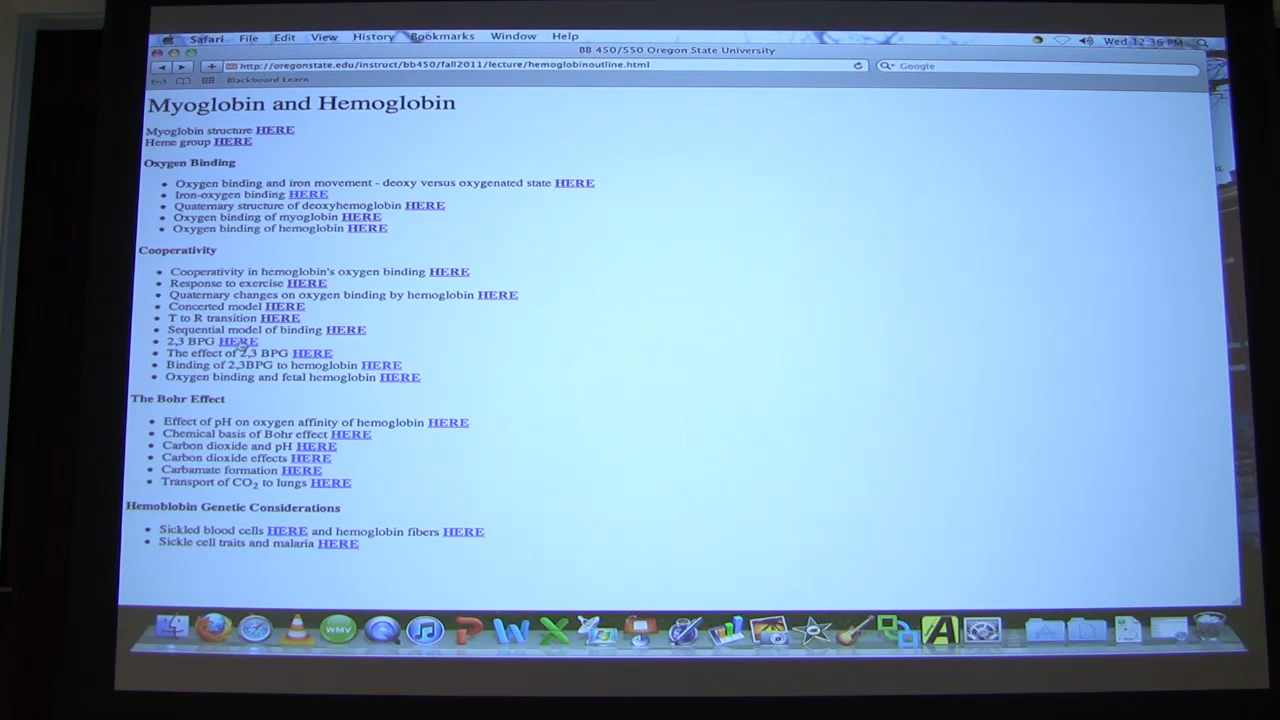 Safari File Edit View History Bookmarks Window Help Wed 12:36 PM
BB 450/550 Oregon State University
http://oregonstate.edu/instruct/bb450/fall2011/lecture/hemoglobinoutline.html Google
Blackboard Learn
Myoglobin and Hemoglobin
Myoglobin structure HERE
Heme group HERE
Oxygen Binding
• Oxygen binding and iron movement - deoxy versus oxygenated state HERE
• Iron-oxygen binding HERE
• Quaternary structure of deoxyhemoglobin HERE
• Oxygen binding of myoglobin HERE
• Oxygen binding of hemoglobin HERE
Cooperativity
• Cooperativity in hemoglobin's oxygen binding HERE
• Response to exercise HERE
• Quaternary changes on oxygen binding by hemoglobin HERE
• Concerted model HERE
• T to R transition HERE
• Sequential model of binding HERE
• 2,3 BPG HERE
• The effect of 2,3 BPG HERE
• Binding of 2,3BPG to hemoglobin HERE
• Oxygen binding and fetal hemoglobin HERE
The Bohr Effect
• Effect of pH on oxygen affinity of hemoglobin HERE
• Chemical basis of Bohr effect HERE
• Carbon dioxide and pH HERE
• Carbon dioxide effects HERE
• Carbamate formation HERE
• Transport of CO2 to lungs HERE
Hemoblobin Genetic Considerations
• Sickled blood cells HERE and hemoglobin fibers HERE
• Sickle cell traits and malaria HERE
WMV